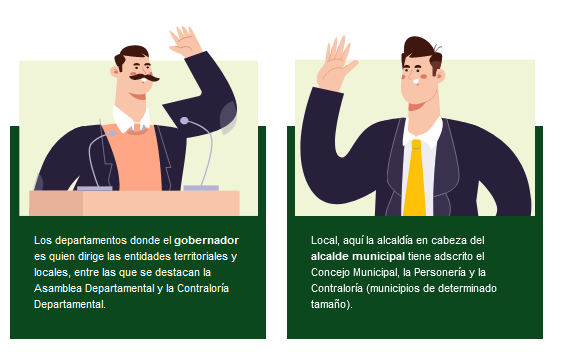 Los departamentos donde el gobernador
es quien dirige las entidades territoriales y
locales, entre las que se destacan la
Asamblea Departamental y la Contraloría
Departamental.
Local, aquí la alcaldía en cabeza del
alcalde municipal tiene adscrito el
Concejo Municipal, la Personería y la
Contraloría (municipios de determinado
tamaño).